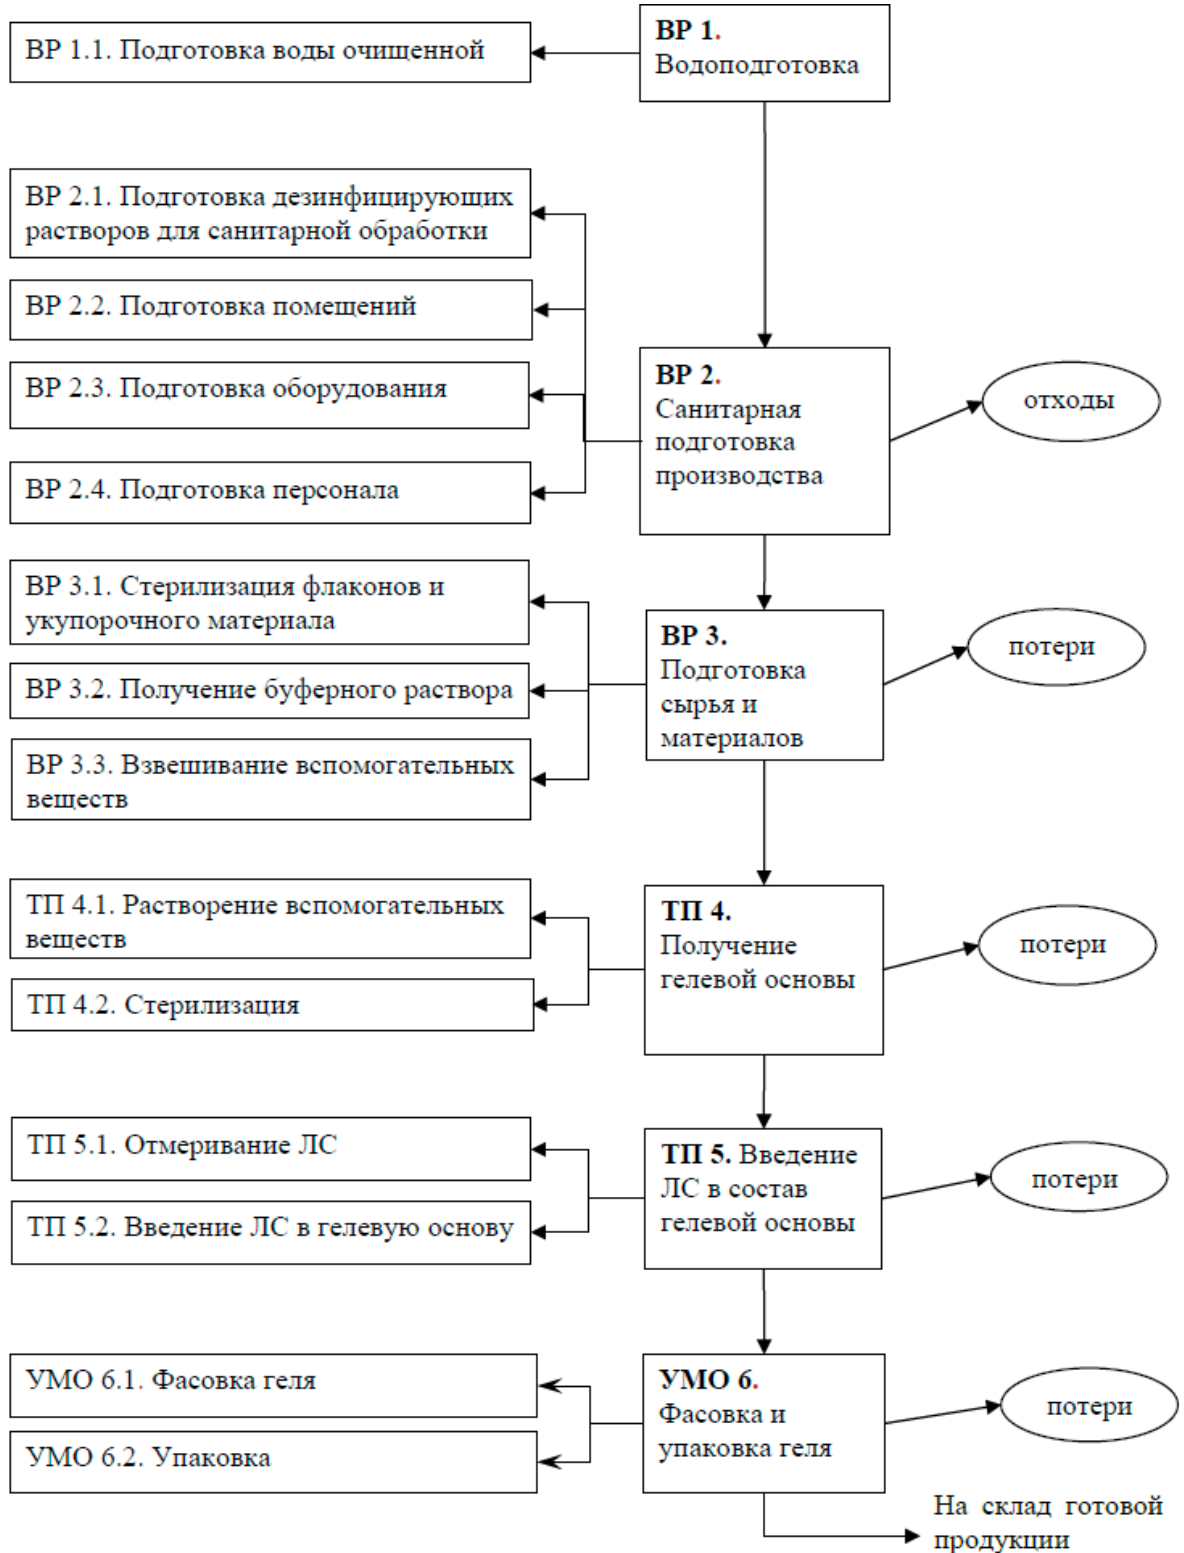 ВР 1.1. Подготовка воды очищенной
ВР 1.
Водоподготовка
ВР 2.1. Подготовка дезинфицирующих
растворов для санитарной обработки
ВР 2.2. Подготовка помещений
ВР 2.3. Подготовка оборудования
ВР 2.4. Подготовка персонала
ВР 2.
Санитарная
подготовка
производства
отходы
ВР 3.1. Стерилизация флаконов и
укупорочного материала
ВР 3.2. Получение буферного раствора
ВР 3.3. Взвешивание вспомогательных
веществ
ВР 3.
Подготовка
сырья и
материалов
потери
ТП 4.1. Растворение вспомогательных
веществ
ТП 4.2. Стерилизация
ТП 4.
Получение
гелевой основы
потери
ТП 5.1. Отмеривание ЛС
ТП 5.2. Введение ЛС в гелевую основу
ТП 5. Введение
ЛС в состав
гелевой основы
потери
УМО 6.1. Фасовка геля
УМО 6.2. Упаковка
УМО 6.
Фасовка и
упаковка геля
потери
На склад готовой
продукции